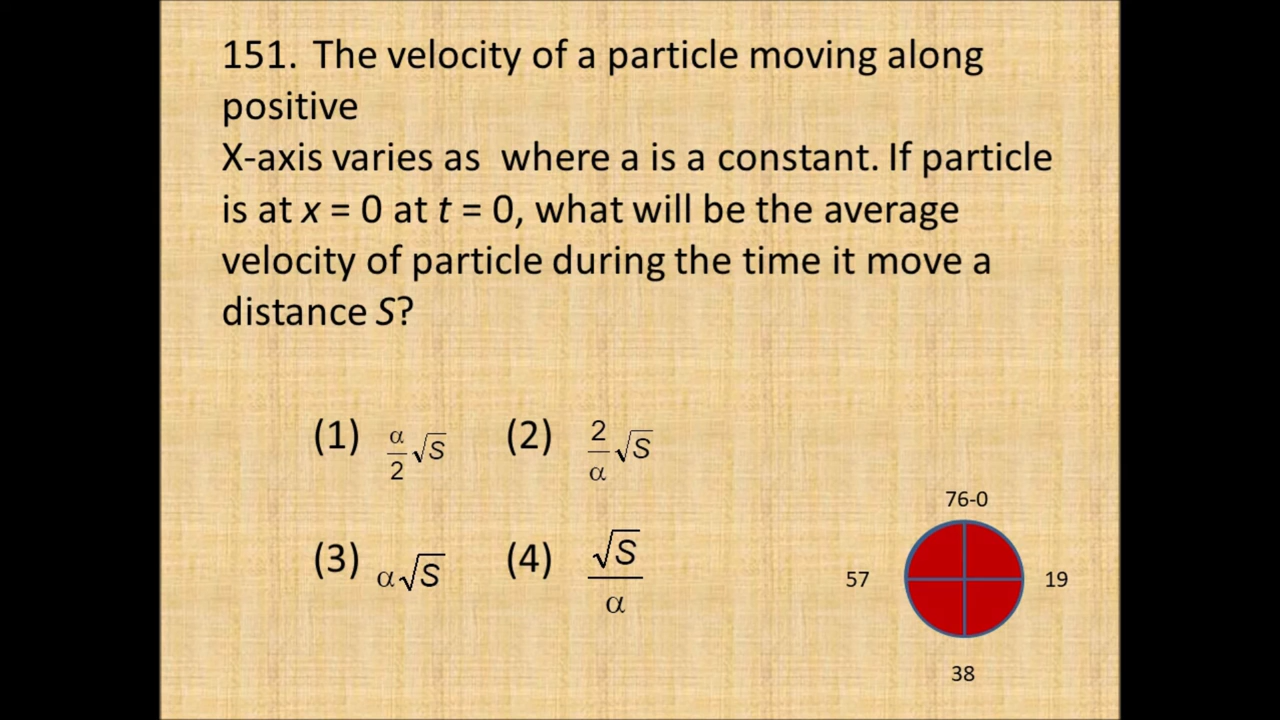 151. The velocity of a particle moving along
positive
X-axis varies as  where a is a constant. If particle
is at x = 0 at t = 0, what will be the average
velocity of particle during the time it move a
distance S?
(1) α/2 √S (2) 2/α √S
(3) α√S (4) √S/α
76-0
57 19
38